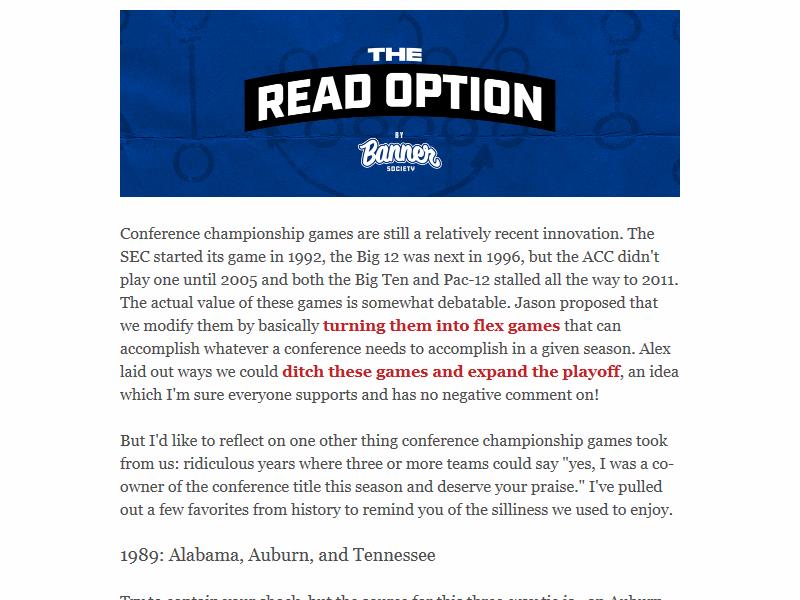 THE
READ OPTION
BY
Banner
SOCIETY
Conference championship games are still a relatively recent innovation. The
SEC started its game in 1992, the Big 12 was next in 1996, but the ACC didn't
play one until 2005 and both the Big Ten and Pac-12 stalled all the way to 2011.
The actual value of these games is somewhat debatable. Jason proposed that
we modify them by basically turning them into flex games that can
accomplish whatever a conference needs to accomplish in a given season. Alex
laid out ways we could ditch these games and expand the playoff, an idea
which I'm sure everyone supports and has no negative comment on!
But I'd like to reflect on one other thing conference championship games took
from us: ridiculous years where three or more teams could say "yes, I was a co-
owner of the conference title this season and deserve your praise." I've pulled
out a few favorites from history to remind you of the silliness we used to enjoy.
1989: Alabama, Auburn, and Tennessee